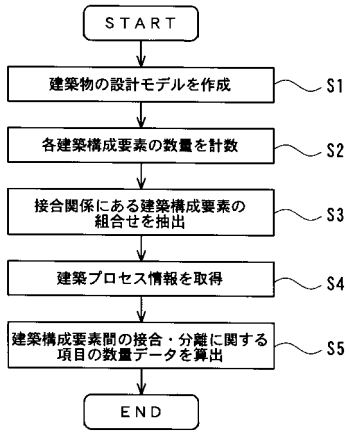 START
建築物の設計モデルを作成
S1
各建築構成要素の数量を計数
S2
接合関係にある建築構成要素の
組合せを抽出
S3
建築プロセス情報を取得
S4
建築構成要素間の接合・分離に関する
項目の数量データを算出
S5
END